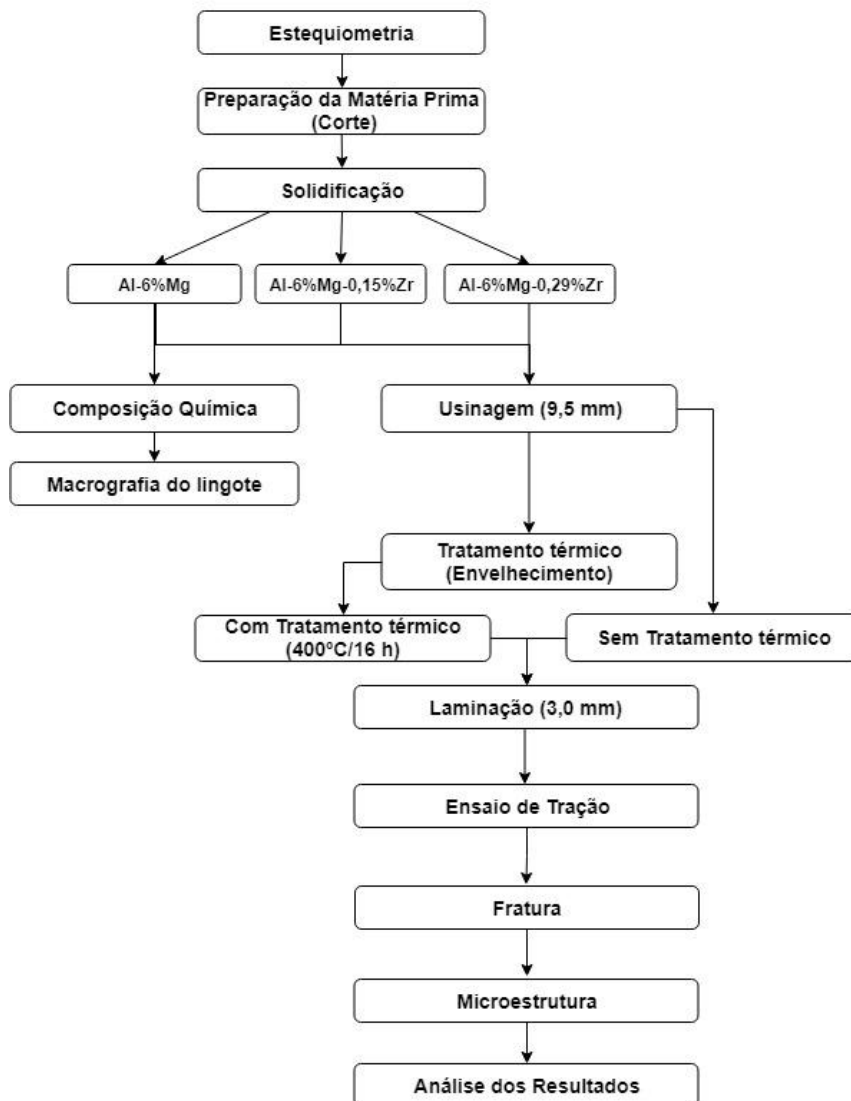 Estequiometria
Preparação da Matéria Prima
(Corte)
Solidificação
Al-6%Mg
Al-6%Mg-0,15%Zr
Al-6%Mg-0,29%Zr
Composição Química
Usinagem (9,5 mm)
Macrografia do lingote
Tratamento térmico
(Envelhecimento)
Com Tratamento térmico
(400ºC/16 h)
Sem Tratamento térmico
Laminação (3,0 mm)
Ensaio de Tração
Fratura
Microestrutura
Análise dos Resultados